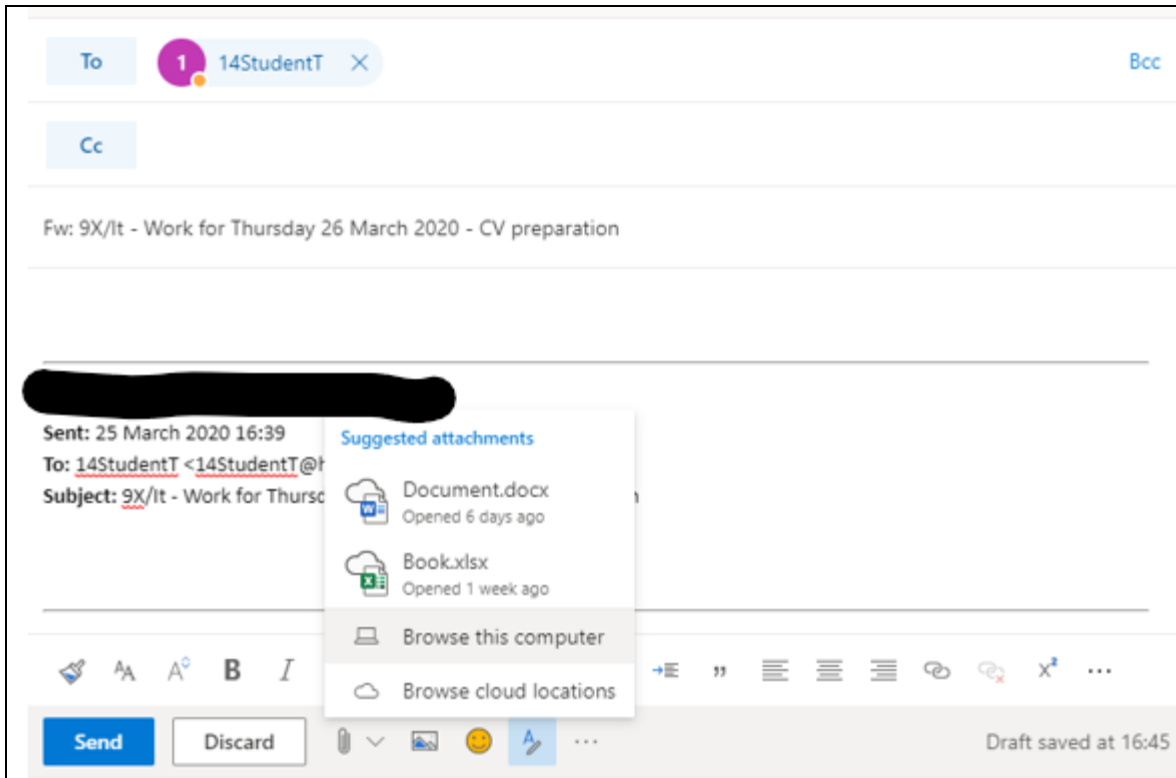 To 1 14StudentT Bcc
Cc
Fw: 9X/It - Work for Thursday 26 March 2020 - CV preparation
Sent: 25 March 2020 16:39
To: 14StudentT <14StudentT@
Subject: 9X/It - Work for
Suggested attachments
Document.docx
Opened 6 days ago
Book.xlsx
Opened 1 week ago
Browse this computer
Browse cloud locations
B I x²
Send Discard Draft saved at 16:45